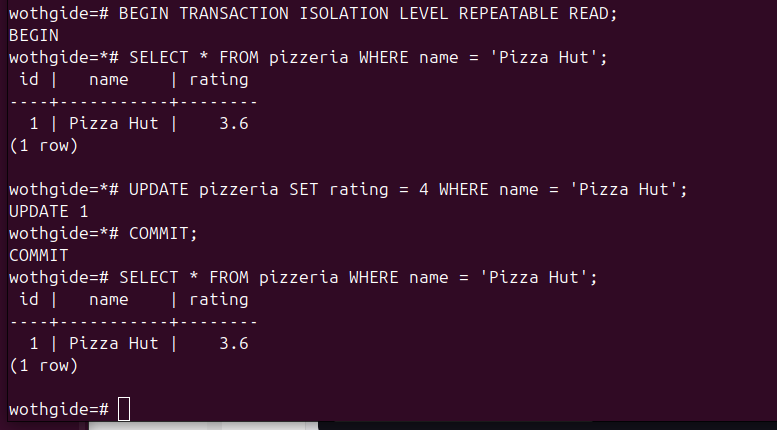 wothgide=# BEGIN TRANSACTION ISOLATION LEVEL REPEATABLE READ;
BEGIN
wothgide=*# SELECT * FROM pizzeria WHERE name = 'Pizza Hut';
 id |   name    | rating
----+-----------+--------
  1 | Pizza Hut |    3.6
(1 row)

wothgide=*# UPDATE pizzeria SET rating = 4 WHERE name = 'Pizza Hut';
UPDATE 1
wothgide=*# COMMIT;
COMMIT
wothgide=# SELECT * FROM pizzeria WHERE name = 'Pizza Hut';
 id |   name    | rating
----+-----------+--------
  1 | Pizza Hut |    3.6
(1 row)

wothgide=#